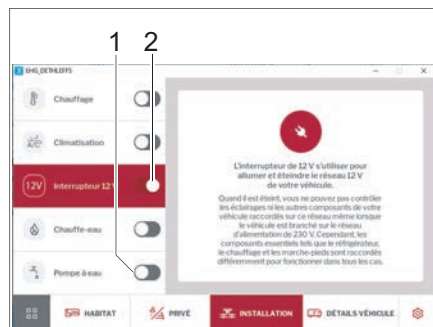 1 2
EHG_DETHLEFFS
Chauffage
Climatisation
12V Interrupteur 12 V
Chauffe-eau
Pompe à eau
L'interrupteur de 12 V s'utilise pour
allumer et éteindre le réseau 12 V
de votre véhicule.
Quand il est éteint, vous ne pouvez pas contrôler
les éclairages ni les autres composants de votre
véhicule raccordés sur ce réseau même lorsque
le véhicule est branché sur le réseau
d'alimentation de 230 V. Cependant, les
composants essentiels tels que le réfrigérateur,
le chauffage et les marche-pieds sont raccordés
différemment pour fonctionner dans tous les cas.
HABITAT PRIVÉ INSTALLATION DÉTAILS VÉHICULE